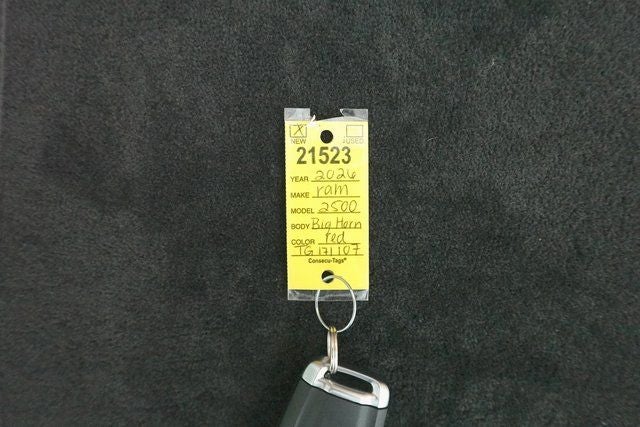 X
NEW USED
21523
YEAR 2026
MAKE ram
MODEL 2500
BODY Big Horn
COLOR red
TG 171107
Consecu-Tags®